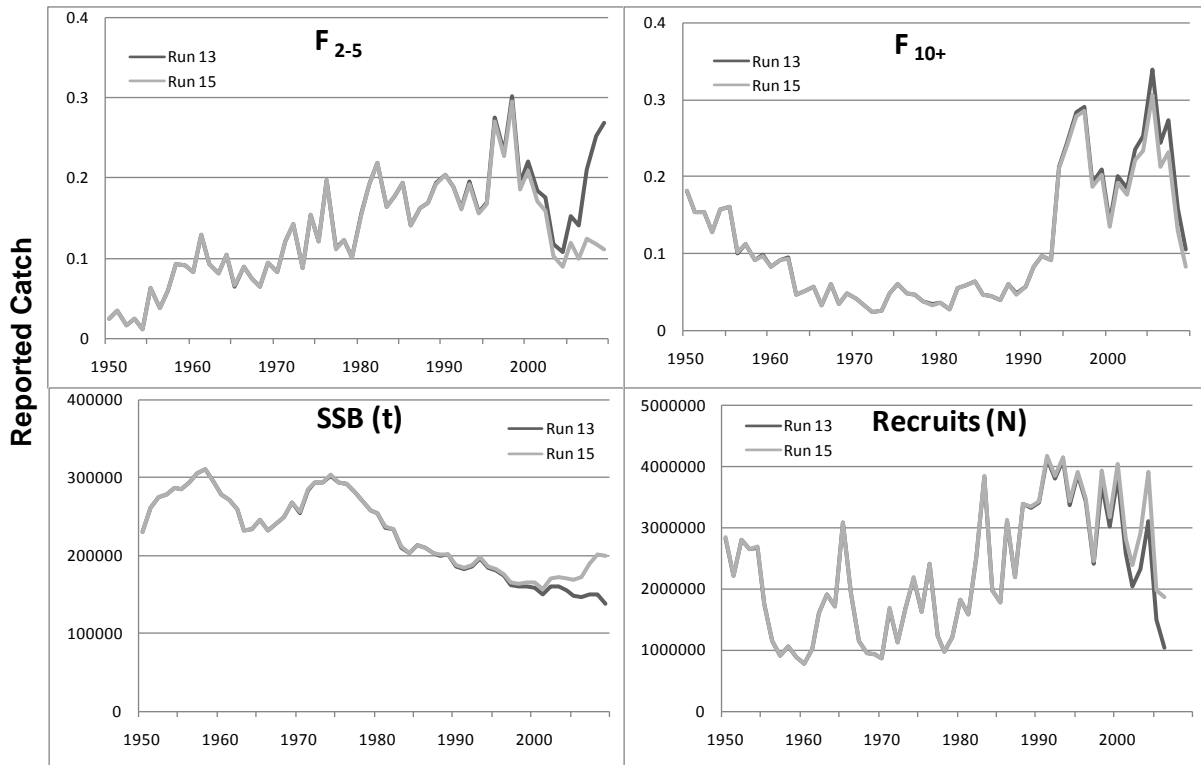 Reported Catch
F 2-5
Run 13
Run 15
0.4
0.3
0.2
0.1
0
1950 1960 1970 1980 1990 2000
F 10+
Run 13
Run 15
0.4
0.3
0.2
0.1
0
1950 1960 1970 1980 1990 2000
SSB (t)
Run 13
Run 15
400000
300000
200000
100000
0
1950 1960 1970 1980 1990 2000
Recruits (N)
Run 13
Run 15
5000000
4000000
3000000
2000000
1000000
0
1950 1960 1970 1980 1990 2000